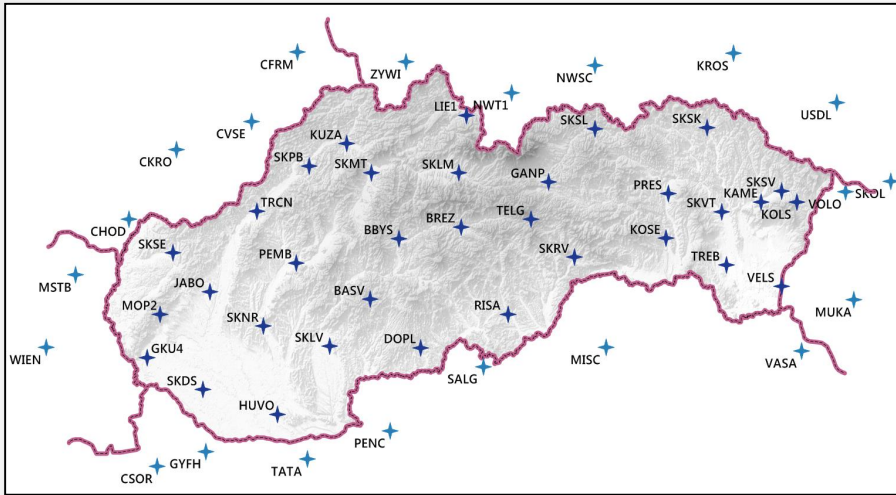 CFRM
ZYWI
NWSC
KROS
LIE1
NWT1
USDL
CVSE
SKSL
SKSK
KUZA
CKRO
SKPB
SKMT
SKLM
GANP
PRES
KAME
SKSV
SKOL
TRCN
SKVT
KOLS
VOLO
CHOD
BBYS
BREZ
TELG
KOSE
SKSE
PEMB
SKRV
TREB
MSTB
JABO
BASV
VELS
MOP2
SKNR
RISA
MUKA
WIEN
GKU4
SKLV
DOPL
MISC
VASA
SKDS
SALG
HUVO
PENC
CSOR
GYFH
TATA